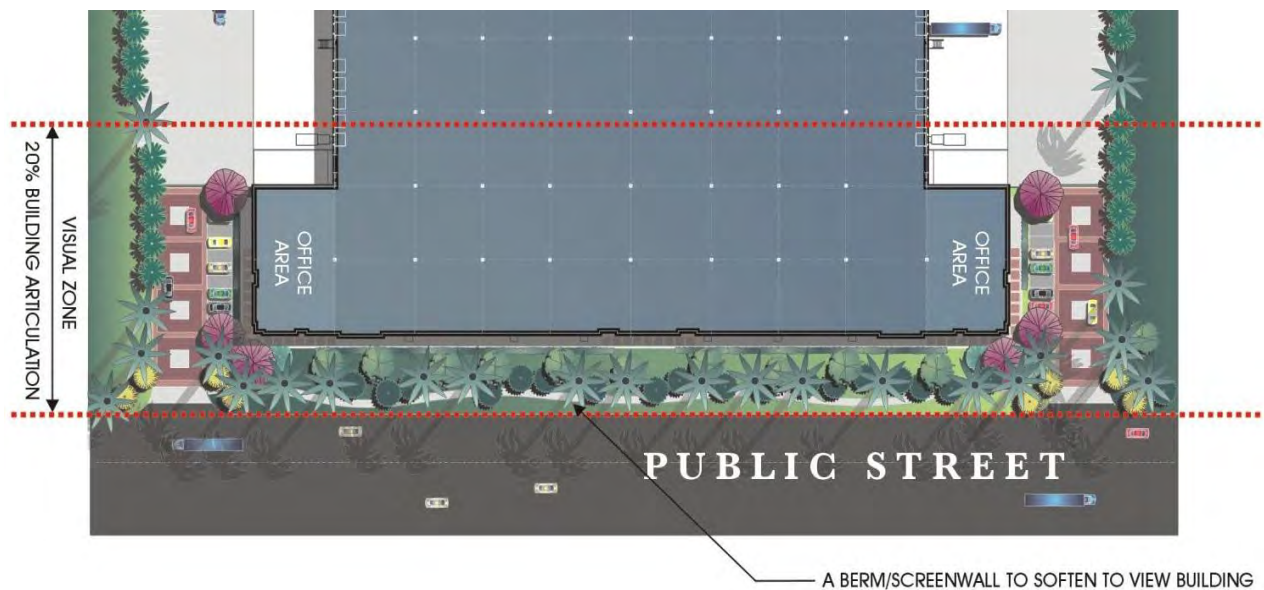 VISUAL ZONE
20% BUILDING ARTICULATION
OFFICE
AREA
OFFICE
AREA
PUBLIC STREET
A BERM/SCREENWALL TO SOFTEN TO VIEW BUILDING